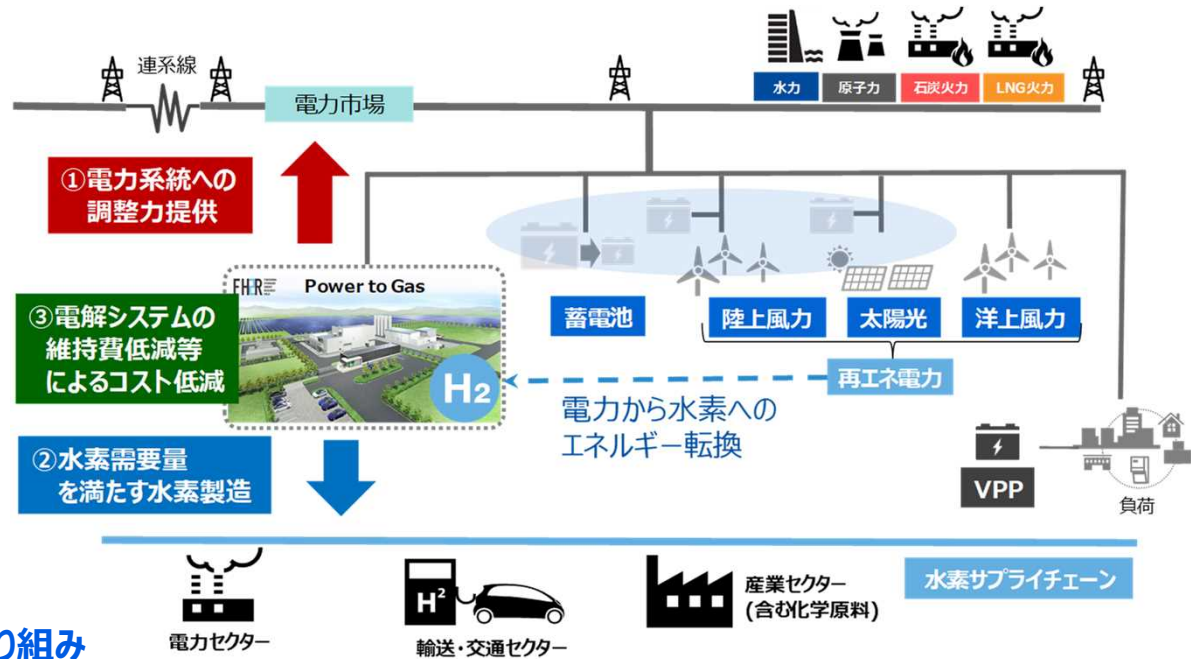 連系線
電力市場
水力
原子力
石炭火力
LNG火力
①電力系統への
調整力提供
FH2R
Power to Gas
③電解システムの
維持費低減等
によるコスト低減
H2
蓄電池
陸上風力
太陽光
洋上風力
再エネ電力
電力から水素への
エネルギー転換
②水素需要量
を満たす水素製造
VPP
負荷
水素サプライチェーン
電力セクター
H²
輸送・交通セクター
産業セクター
(含む化学原料)
り組み